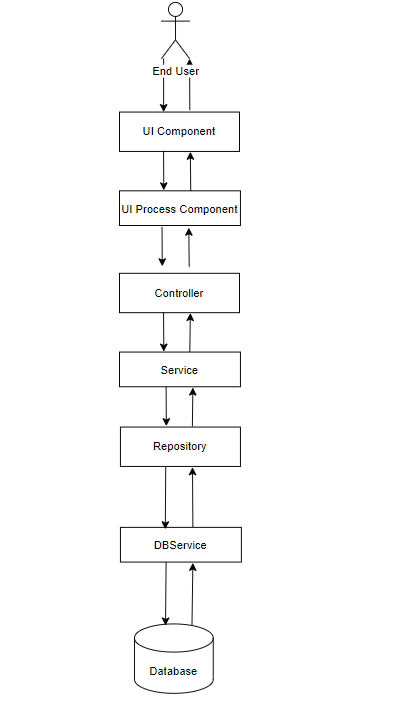 End User
UI Component
UI Process Component
Controller
Service
Repository
DBService
Database